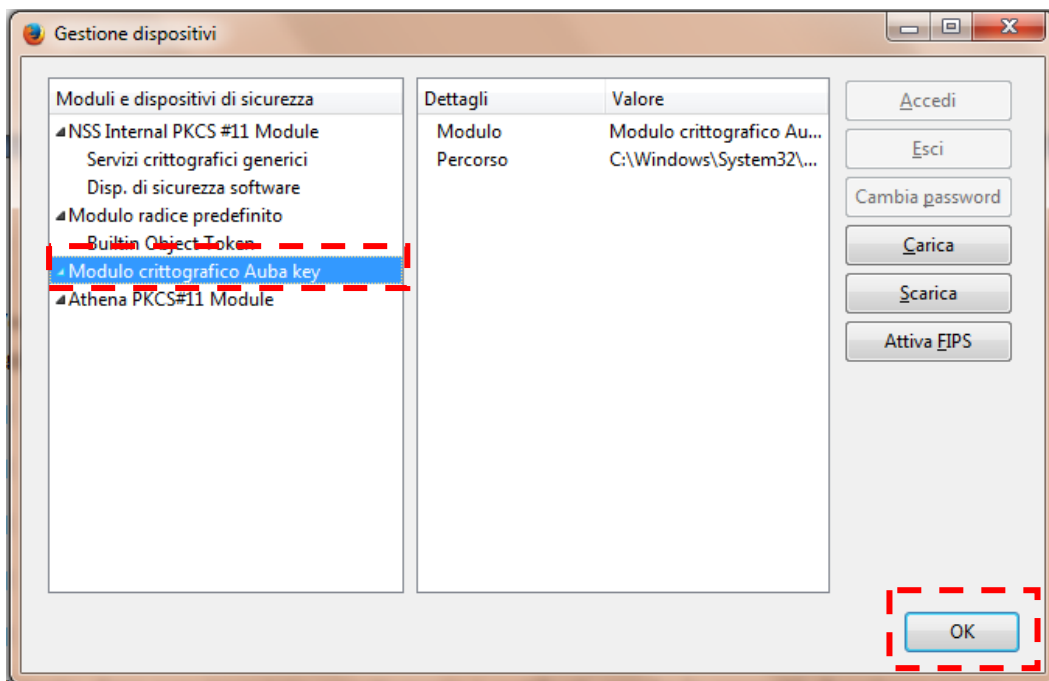 Gestione dispositivi
Moduli e dispositivi di sicurezza
NSS Internal PKCS #11 Module
Servizi crittografici generici
Disp. di sicurezza software
Modulo radice predefinito
Builtin Object Token
Modulo crittografico Auba key
Athena PKCS#11 Module
Dettagli Valore
Modulo Modulo crittografico Au...
Percorso C:\Windows\System32\...
Accedi
Esci
Cambia password
Carica
Scarica
Attiva FIPS
OK